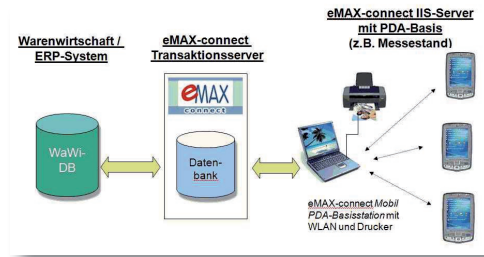 Warenwirtschaft /
ERP-System
eMAX-connect
Transaktionsserver
eMAX-connect IIS-Server
mit PDA-Basis
(z.B. Messestand)
eMAX
connect
WaWi-
DB
Daten-
bank
eMAX-connect Mobil
PDA-Basisstation mit
WLAN und Drucker